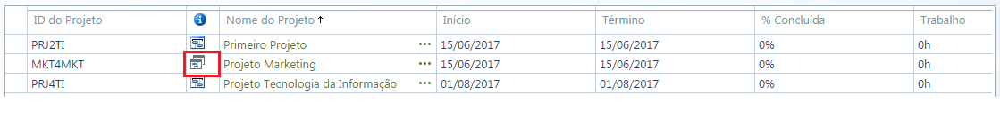 ID do Projeto Nome do Projeto Início Término % Concluída Trabalho
PRJ2TI Primeiro Projeto ... 15/06/2017 15/06/2017 0% 0h
MKT4MKT Projeto Marketing ... 15/06/2017 15/06/2017 0% 0h
PRJ4TI Projeto Tecnologia da Informação ... 01/08/2017 01/08/2017 0% 0h